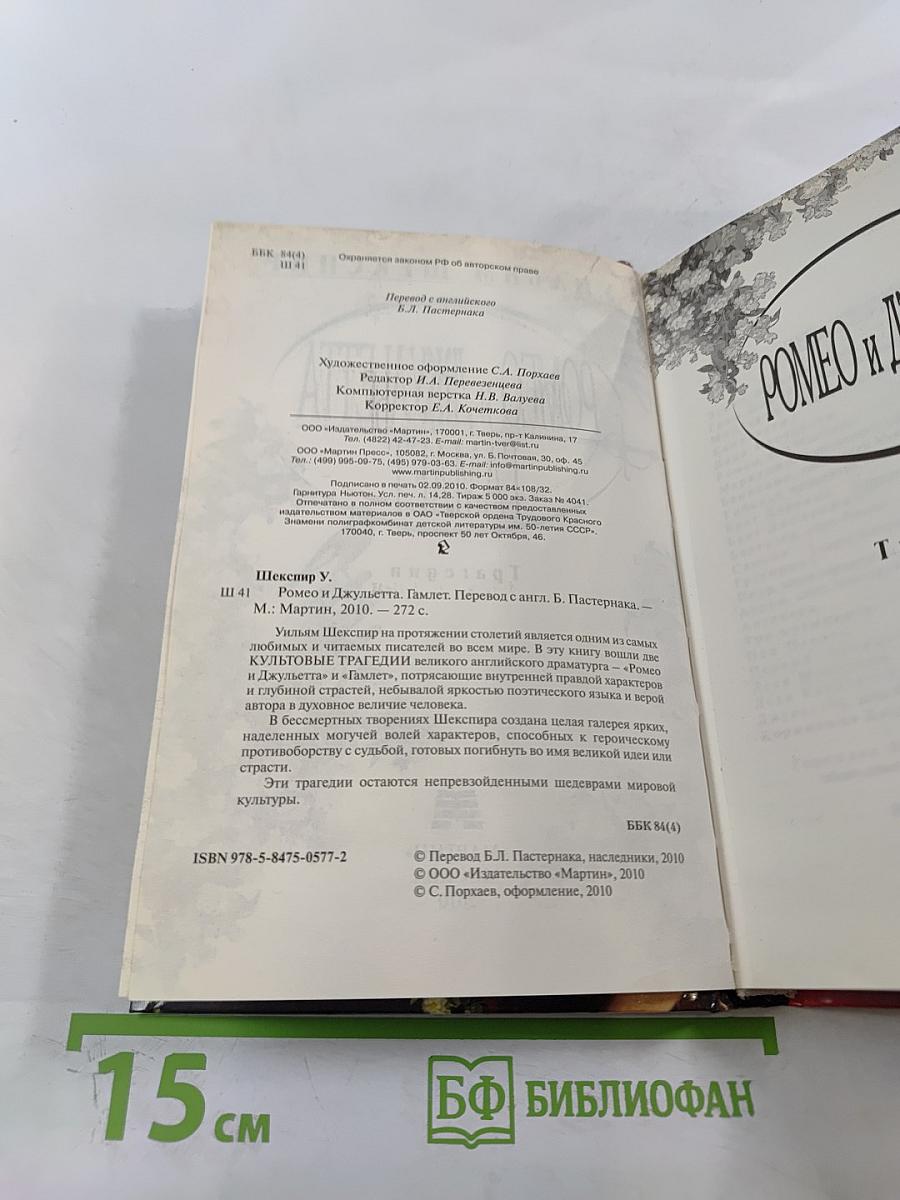 ББК 84(4)
Ш 41
Охраняется законом РФ об авторском праве
Перевод с английского
Б.Л. Пастернака
Художественное оформление С.А. Порхаев
Редактор И.А. Перевезенцева
Компьютерная верстка Н.В. Валуева
Корректор Е.А. Кочеткова
ООО «Издательство «Мартин», 170001, г. Тверь, пр-т Калинина, 17
Тел. (4822) 42-47-23. E-mail: martin-tver@list.ru
ООО «Мартин Пресс», 105082, г. Москва, ул. Б. Почтовая, 30, оф. 45
Тел.: (499) 995-09-75, (495) 979-03-63. E-mail: info@martinpublishing.ru
www.martinpublishing.ru
Подписано в печать 02.09.2010. Формат 84×108/32.
Гарнитура Ньютон. Усл. печ. л. 14,28. Тираж 5 000 экз. Заказ № 4041.
Отпечатано в полном соответствии с качеством предоставленных
издательством материалов в ОАО «Тверской ордена Трудового Красного
Знамени полиграфкомбинат детской литературы им. 50-летия СССР».
170040, г. Тверь, проспект 50 лет Октября, 46.
Шекспир У.
Ш 41 Ромео и Джульетта. Гамлет. Перевод с англ. Б. Пастернака. —
М.: Мартин, 2010. — 272 с.
Уильям Шекспир на протяжении столетий является одним из самых
любимых и читаемых писателей во всем мире. В эту книгу вошли две
КУЛЬТОВЫЕ ТРАГЕДИИ великого английского драматурга – «Ромео
и Джульетта» и «Гамлет», потрясающие внутренней правдой характеров
и глубиной страстей, небывалой яркостью поэтического языка и верой
автора в духовное величие человека.
В бессмертных творениях Шекспира создана целая галерея ярких,
наделенных могучей волей характеров, способных к героическому
противоборству с судьбой, готовых погибнуть во имя великой идеи или
страсти.
Эти трагедии остаются непревзойденными шедеврами мировой
культуры.
ББК 84(4)
ISBN 978-5-8475-0577-2
© Перевод Б.Л. Пастернака, наследники, 2010
© ООО «Издательство «Мартин», 2010
© С. Порхаев, оформление, 2010
РОМЕО и
Т
15 см
БФ БИБЛИОФАН